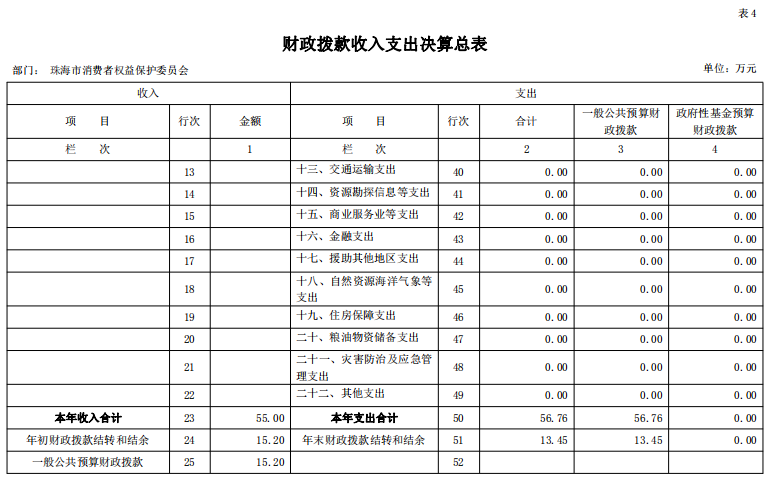 表 4
财政拨款收入支出决算总表
部门： 珠海市消费者权益保护委员会 单位：万元
收入 支出
项 目 行次 金额 项 目 行次 合计 一般公共预算财政拨款 政府性基金预算财政拨款
栏 次 1 栏 次 2 3 4
13 十三、交通运输支出 40 0.00 0.00 0.00
14 十四、资源勘探信息等支出 41 0.00 0.00 0.00
15 十五、商业服务业等支出 42 0.00 0.00 0.00
16 十六、金融支出 43 0.00 0.00 0.00
17 十七、援助其他地区支出 44 0.00 0.00 0.00
18 十八、自然资源海洋气象等支出 45 0.00 0.00 0.00
19 十九、住房保障支出 46 0.00 0.00 0.00
20 二十、粮油物资储备支出 47 0.00 0.00 0.00
21 二十一、灾害防治及应急管理支出 48 0.00 0.00 0.00
22 二十二、其他支出 49 0.00 0.00 0.00
本年收入合计 23 55.00 本年支出合计 50 56.76 56.76 0.00
年初财政拨款结转和结余 24 15.20 年末财政拨款结转和结余 51 13.45 13.45 0.00
一般公共预算财政拨款 25 15.20 52